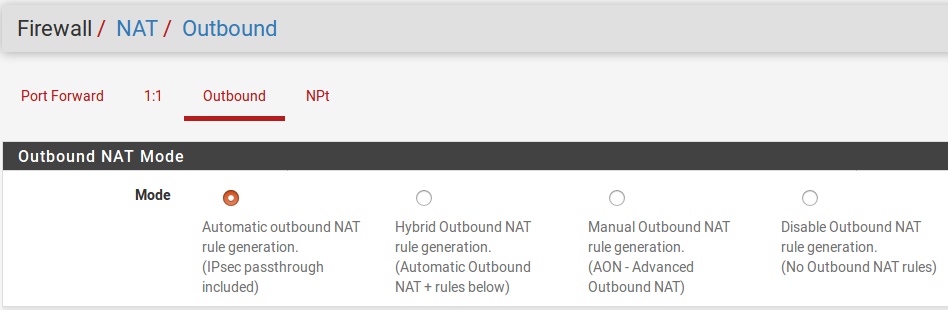 Firewall / NAT / Outbound
Port Forward 1:1 Outbound NPt
Outbound NAT Mode
Mode
Automatic outbound NAT
rule generation.
(IPsec passthrough
included)
Hybrid Outbound NAT
rule generation.
(Automatic Outbound
NAT + rules below)
Manual Outbound NAT
rule generation.
(AON - Advanced
Outbound NAT)
Disable Outbound NAT
rule generation.
(No Outbound NAT rules)